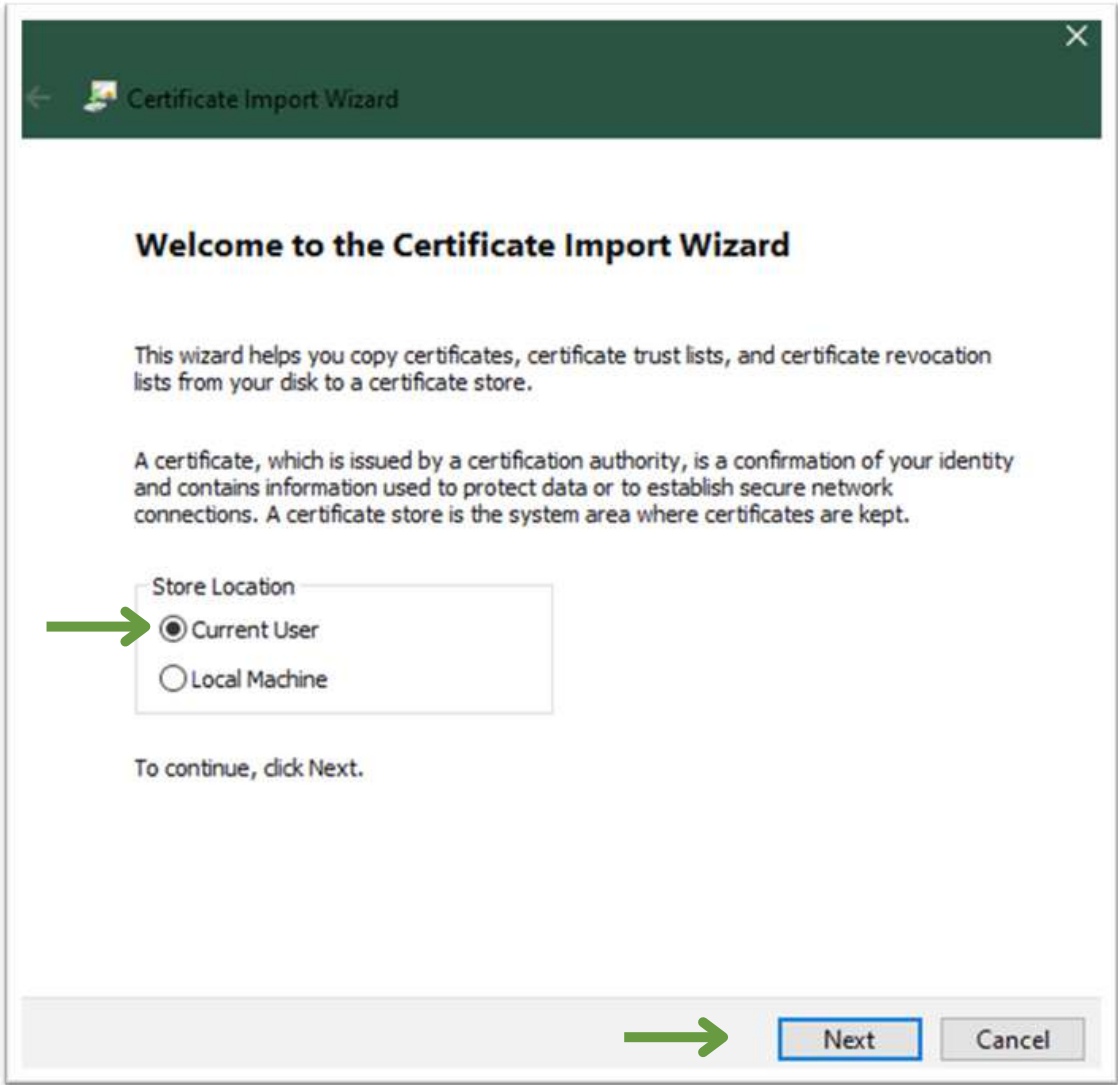 Certificate Import Wizard
Welcome to the Certificate Import Wizard
This wizard helps you copy certificates, certificate trust lists, and certificate revocation
lists from your disk to a certificate store.
A certificate, which is issued by a certification authority, is a confirmation of your identity
and contains information used to protect data or to establish secure network
connections. A certificate store is the system area where certificates are kept.
Store Location
Current User
Local Machine
To continue, click Next.
Next
Cancel